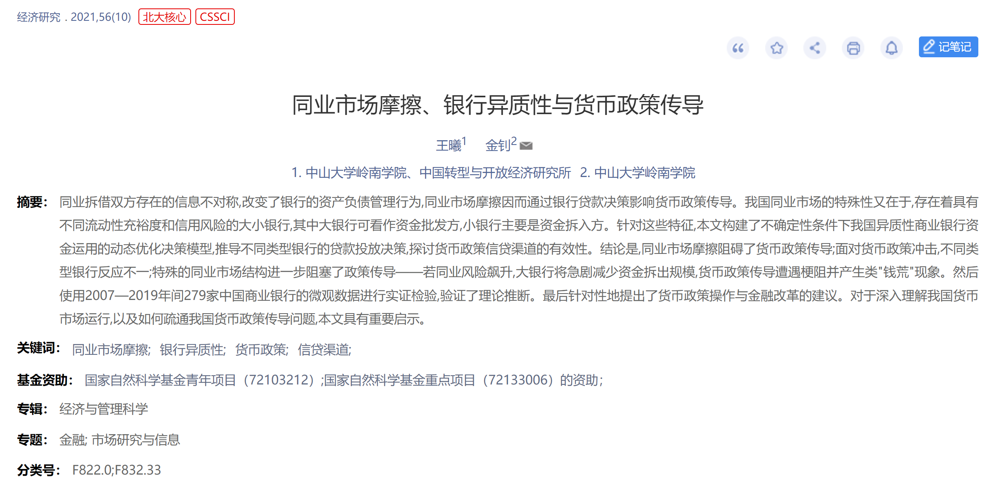 经济研究 . 2021,56(10) 北大核心 CSSCI
记笔记
同业市场摩擦、银行异质性与货币政策传导
王曦1 金钊2
1. 中山大学岭南学院、中国转型与开放经济研究所 2. 中山大学岭南学院
摘要： 同业拆借双方存在的信息不对称,改变了银行的资产负债管理行为,同业市场摩擦因而通过银行贷款决策影响货币政策传导。我国同业市场的特殊性又在于,存在着具有
不同流动性充裕度和信用风险的大小银行,其中大银行可看作资金批发方,小银行主要是资金拆入方。针对这些特征,本文构建了不确定性条件下我国异质性商业银行资
金运用的动态优化决策模型,推导不同类型银行的贷款投放决策,探讨货币政策信贷渠道的有效性。结论是,同业市场摩擦阻碍了货币政策传导;面对货币政策冲击,不同类
型银行反应不一;特殊的同业市场结构进一步阻塞了政策传导——若同业风险飙升,大银行将急剧减少资金拆出规模,货币政策传导遭遇梗阻并产生类"钱荒"现象。然后
使用2007—2019年间279家中国商业银行的微观数据进行实证检验,验证了理论推断。最后针对性地提出了货币政策操作与金融改革的建议。对于深入理解我国货币
市场运行,以及如何疏通我国货币政策传导问题,本文具有重要启示。
关键词： 同业市场摩擦; 银行异质性; 货币政策; 信贷渠道;
基金资助： 国家自然科学基金青年项目（72103212）;国家自然科学基金重点项目（72133006）的资助；
专辑： 经济与管理科学
专题： 金融; 市场研究与信息
分类号： F822.0;F832.33